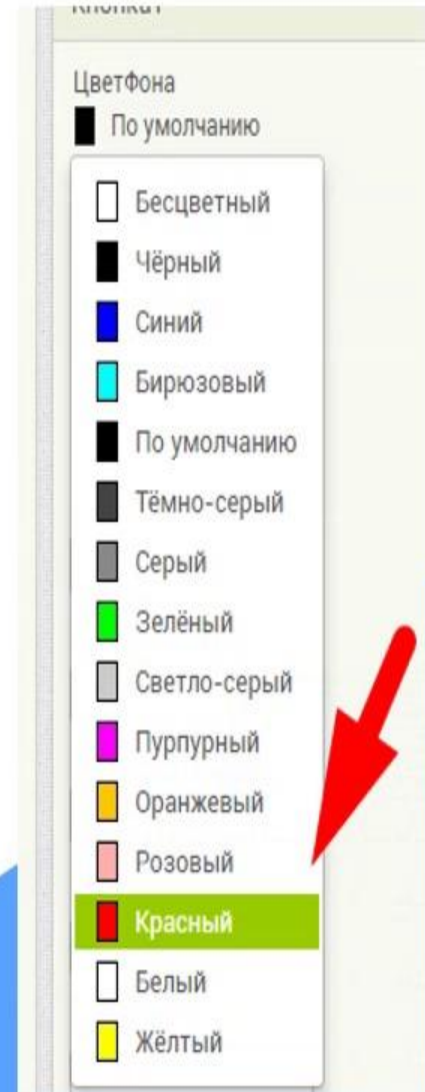 ЦветФона
По умолчанию
Бесцветный
Чёрный
Синий
Бирюзовый
По умолчанию
Тёмно-серый
Серый
Зелёный
Светло-серый
Пурпурный
Оранжевый
Розовый
Красный
Белый
Жёлтый